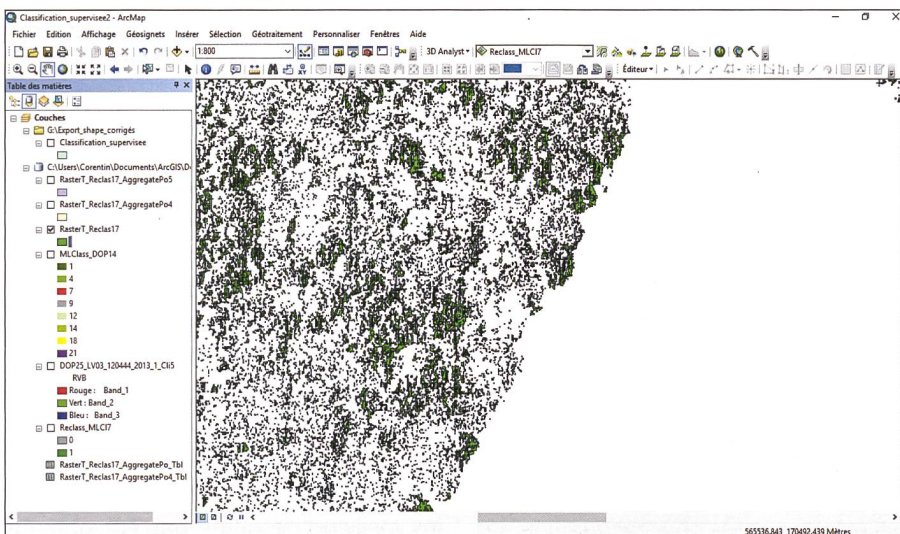 Classification_supervisee2 - ArcMap
Fichier Edition Affichage Géosignets Insérer Sélection Géotraitement Personnaliser Fenêtres Aide
1:800
3D Analyst
Reclass_MLCI7
Éditeur
Table des matières
Couches
G:\Export_shape_corrigés
Classification_supervisee
C:\Users\Corentin\Documents\ArcGIS\D
RasterT_Reclas17_AggregatePo5
RasterT_Reclas17_AggregatePo4
RasterT_Reclas17
MLClass_DOP14
1
4
7
9
12
14
18
21
DOP25_LV03_120444_2013_1_Cli5
RVB
Rouge : Band_1
Vert : Band_2
Bleu : Band_3
Reclass_MLCI7
0
1
RasterT_Reclas17_AggregatePo_Tbl
RasterT_Reclas17_AggregatePo4_Tbl
565536.843 170492.439 Mètres